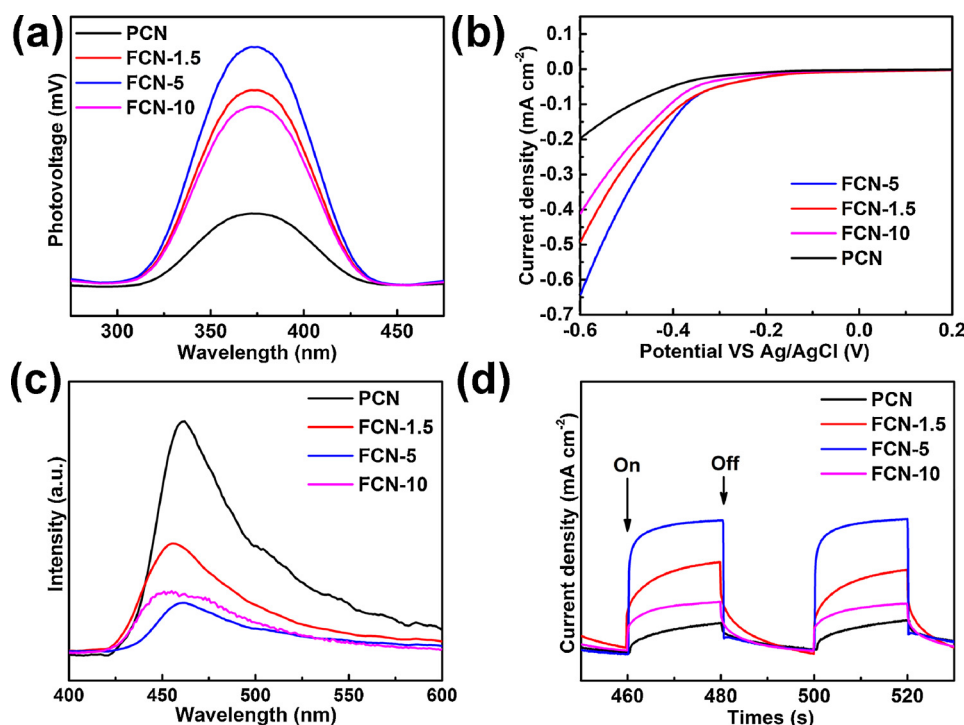 (a)
PCN
FCN-1.5
FCN-5
FCN-10
Photovoltage (mV)
300 350 400 450
Wavelength (nm)
(b)
0.0
-0.1
-0.2
-0.3
-0.4
-0.5
-0.6
-0.7
Current density (mA cm-2)
FCN-5
FCN-1.5
FCN-10
PCN
-0.6 -0.4 -0.2 0.0 0.2
Potential VS Ag/AgCl (V)
(c)
PCN
FCN-1.5
FCN-5
FCN-10
Intensity (a.u.)
400 450 500 550 600
Wavelength (nm)
(d)
PCN
FCN-1.5
FCN-5
FCN-10
On Off
Current density (mA cm-2)
460 480 500 520
Times (s)